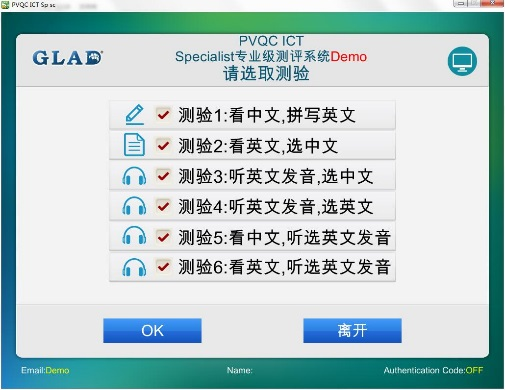 PVQC ICT Sp sc
GLAD
PVQC ICT
Specialist专业级测评系统Demo
请选取测验
测验1:看中文,拼写英文
测验2:看英文,选中文
测验3:听英文发音,选中文
测验4:听英文发音,选英文
测验5:看中文,听选英文发音
测验6:看英文,听选英文发音
OK 离开
Email:Demo Name: Authentication Code:OFF